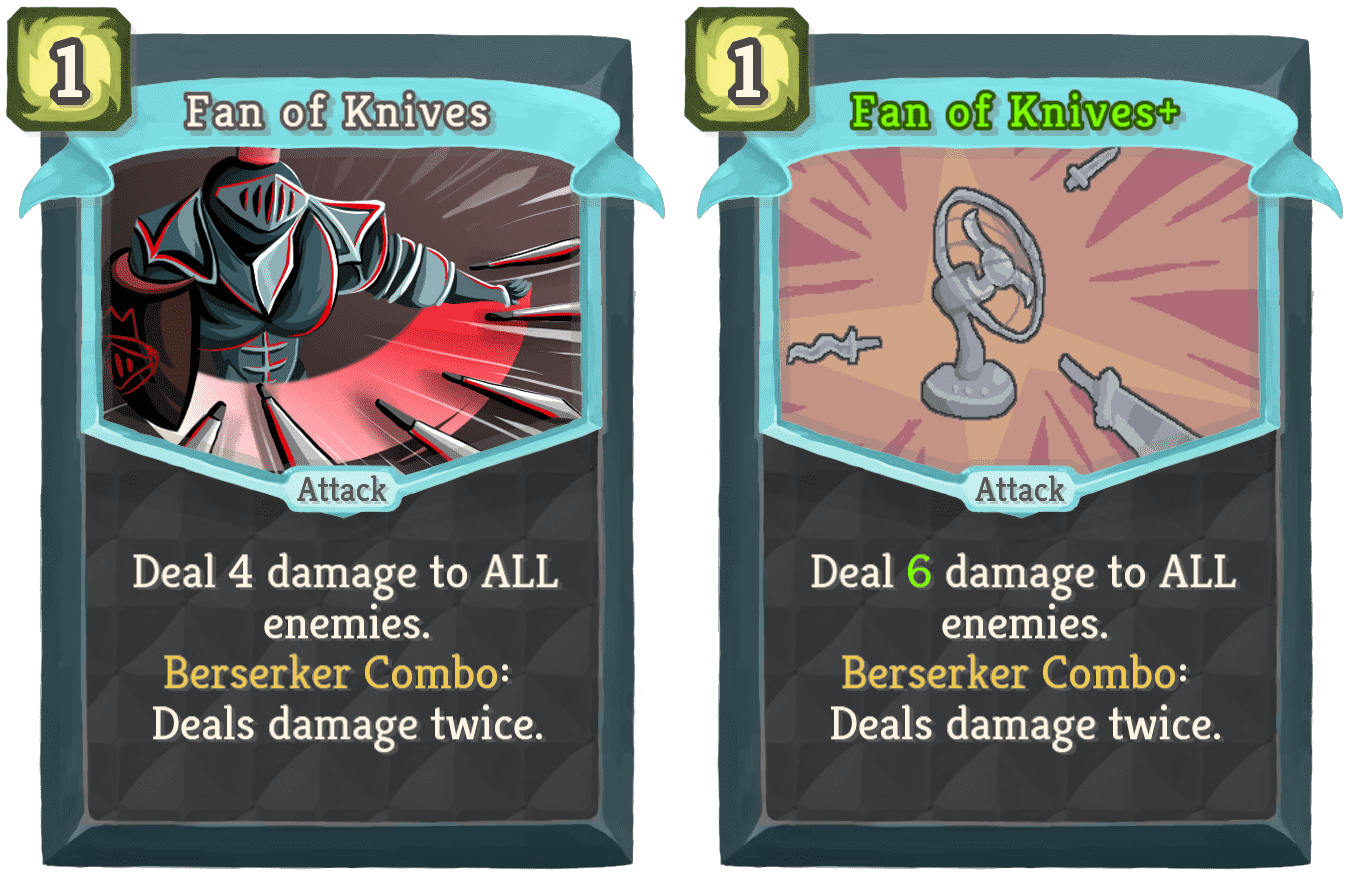 1
Fan of Knives
Attack
Deal 4 damage to ALL
enemies.
Berserker Combo:
Deals damage twice.
1
Fan of Knives+
Attack
Deal 6 damage to ALL
enemies.
Berserker Combo:
Deals damage twice.